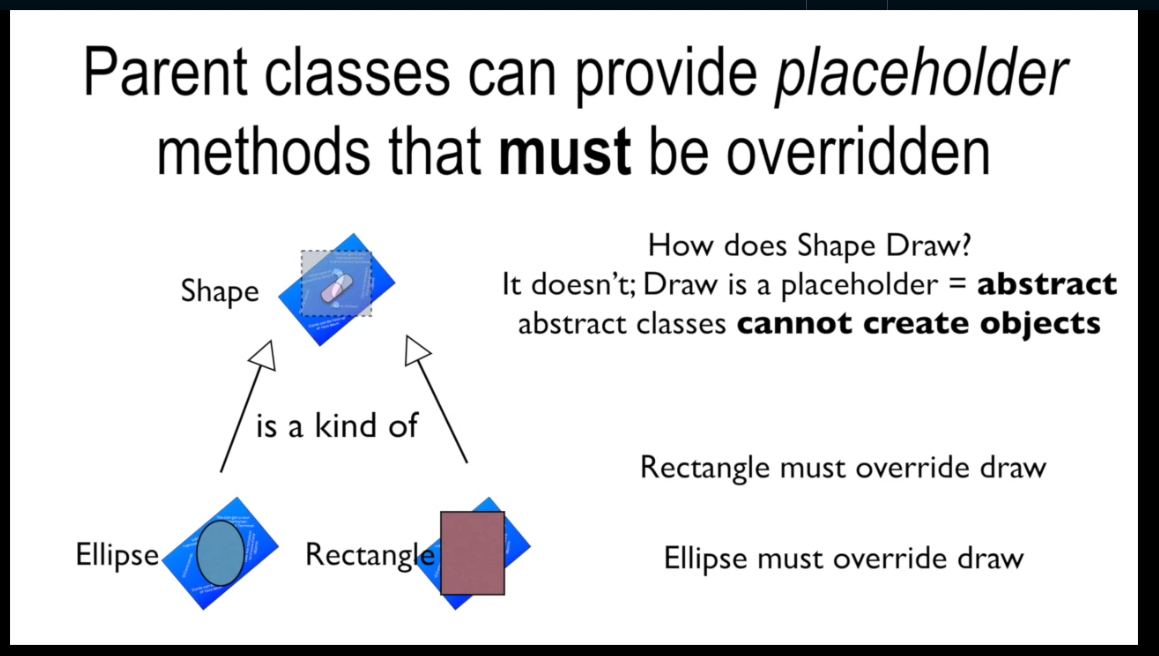 Parent classes can provide placeholder
methods that must be overridden
How does Shape Draw?
Shape
It doesn't; Draw is a placeholder = abstract
abstract classes cannot create objects
is a kind of
Rectangle must override draw
Ellipse
Rectangle
Ellipse must override draw